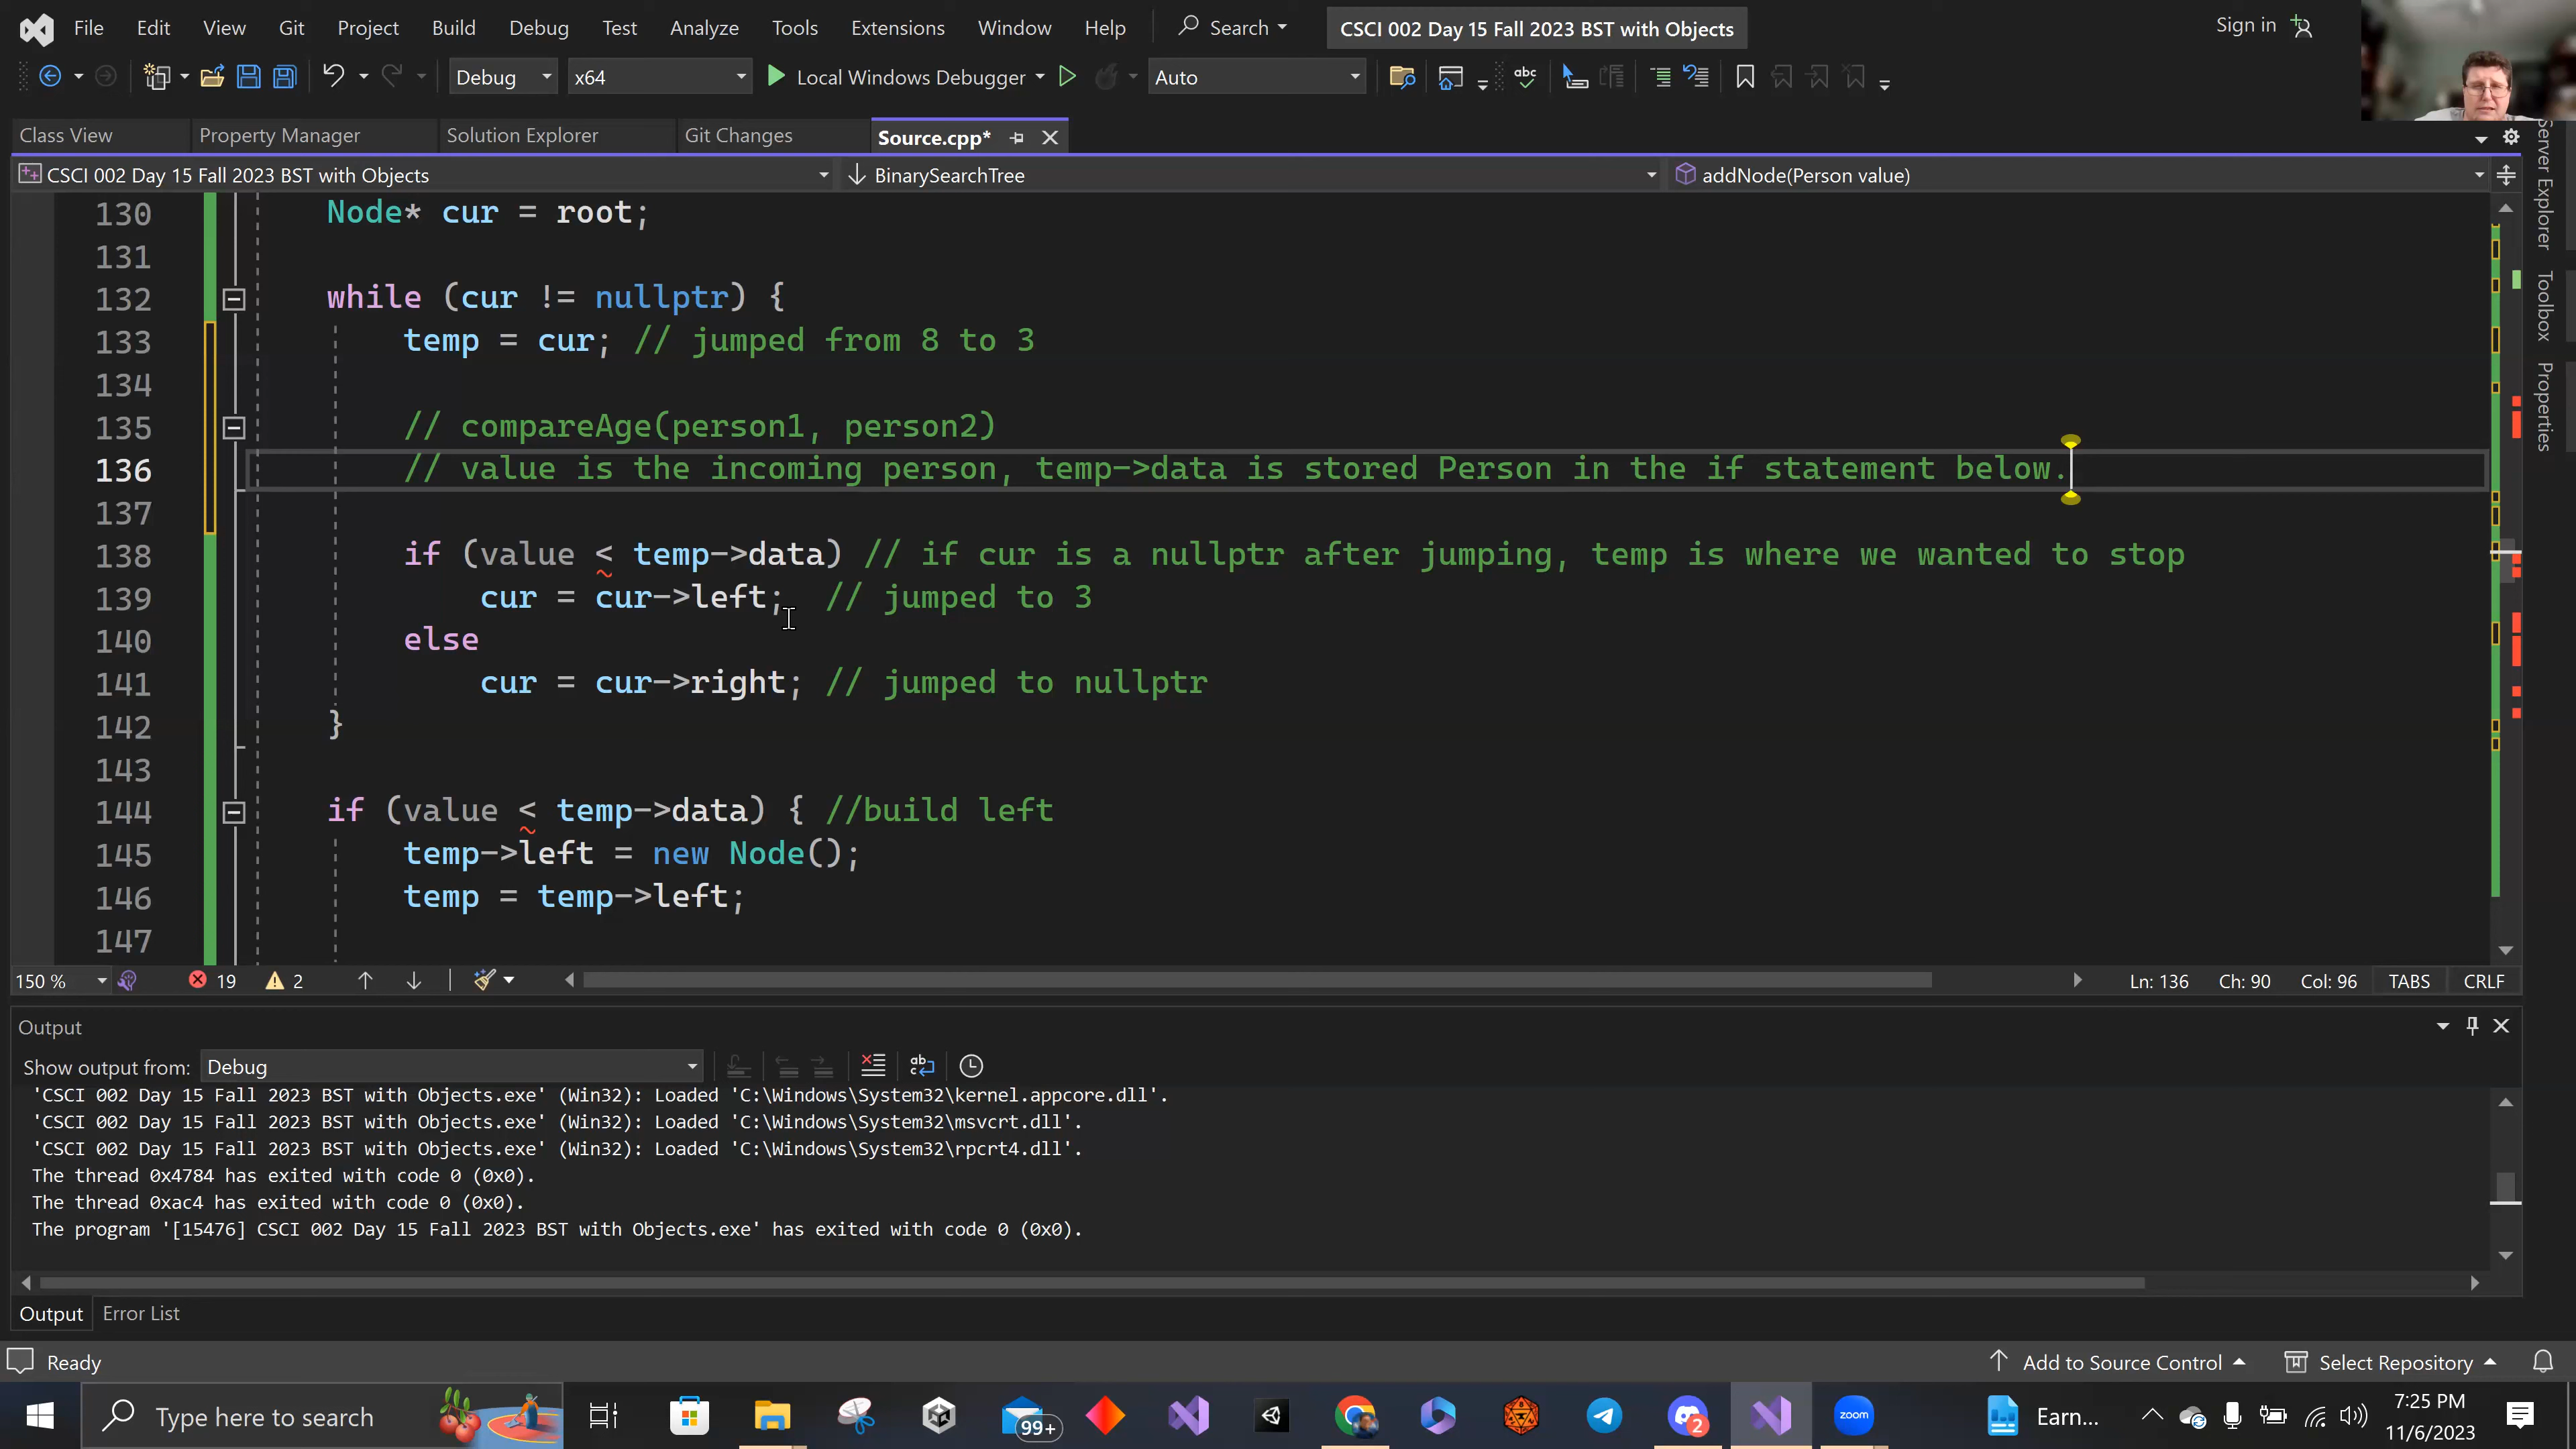 File Edit View Git Project Build Debug Test Analyze Tools Extensions Window Help Search CSCI 002 Day 15 Fall 2023 BST with Objects Sign in
Debug x64 Local Windows Debugger Auto
Class View Property Manager Solution Explorer Git Changes Source.cpp*
CSCI 002 Day 15 Fall 2023 BST with Objects BinarySearchTree addNode(Person value)
130 Node* cur = root;
131
132 while (cur != nullptr) {
133 temp = cur; // jumped from 8 to 3
134
135 // compareAge(person1, person2)
136 // value is the incoming person, temp->data is stored Person in the if statement below.
137
138 if (value < temp->data) // if cur is a nullptr after jumping, temp is where we wanted to stop
139 cur = cur->left; // jumped to 3
140 else
141 cur = cur->right; // jumped to nullptr
142 }
143
144 if (value < temp->data) { //build left
145 temp->left = new Node();
146 temp = temp->left;
147
150 % 19 2 Ln: 136 Ch: 90 Col: 96 TABS CRLF
Output
Show output from: Debug
'CSCI 002 Day 15 Fall 2023 BST with Objects.exe' (Win32): Loaded 'C:\Windows\System32\kernel.appcore.dll'.
'CSCI 002 Day 15 Fall 2023 BST with Objects.exe' (Win32): Loaded 'C:\Windows\System32\msvcrt.dll'.
'CSCI 002 Day 15 Fall 2023 BST with Objects.exe' (Win32): Loaded 'C:\Windows\System32\rpcrt4.dll'.
The thread 0x4784 has exited with code 0 (0x0).
The thread 0xac4 has exited with code 0 (0x0).
The program '[15476] CSCI 002 Day 15 Fall 2023 BST with Objects.exe' has exited with code 0 (0x0).
Output Error List
Ready Add to Source Control Select Repository
Type here to search 99+ 2 zoom Earn... 7:25 PM
11/6/2023
Server Explorer
Toolbox
Properties